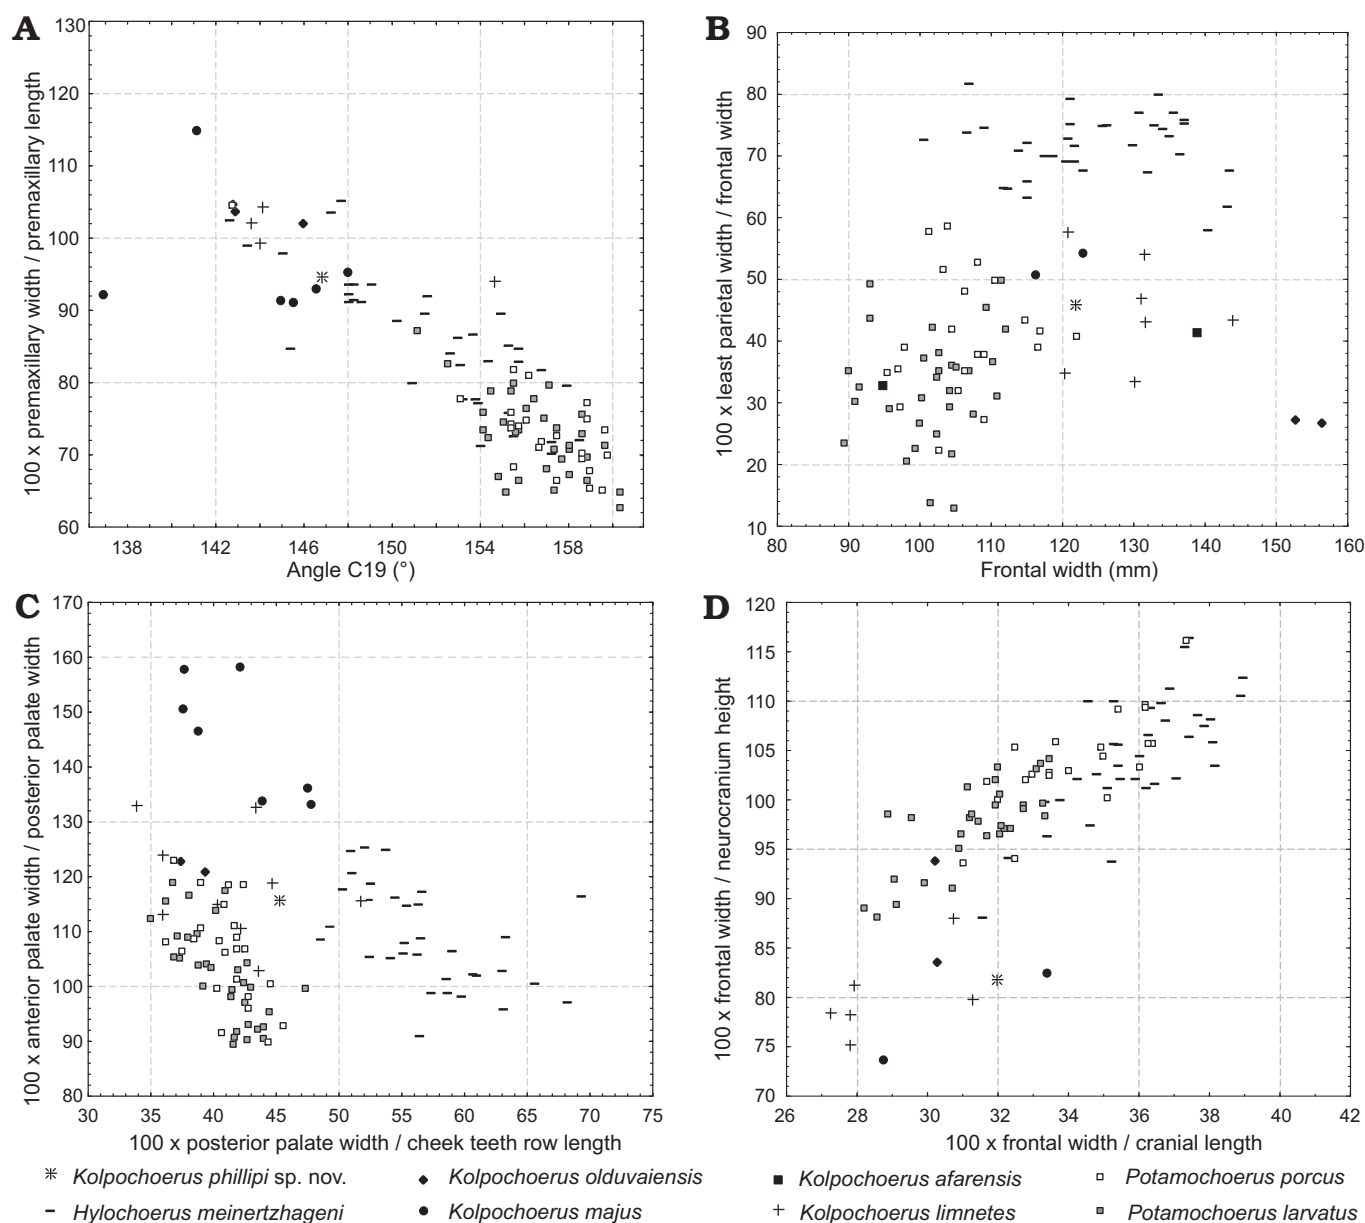 A
100 x premaxillary width / premaxillary length
130
120
110
100
90
80
70
60
138 142 146 150 154 158
Angle C19 (°)
B
100 x least parietal width / frontal width
90
80
70
60
50
40
30
20
10
80 90 100 110 120 130 140 150 160
Frontal width (mm)
C
100 x anterior palate width / posterior palate width
170
160
150
140
130
120
110
100
90
80
30 35 40 45 50 55 60 65 70 75
100 x posterior palate width / cheek teeth row length
D
100 x frontal width / neurocranium height
120
115
110
105
100
95
90
85
80
75
70
26 28 30 32 34 36 38 40 42
100 x frontal width / cranial length
Kolpochoerus phillipi sp. nov. Kolpochoerus olduvaiensis Kolpochoerus afarensis Potamochoerus porcus
Hylochoerus meinertzhageni Kolpochoerus majus Kolpochoerus limnetes Potamochoerus larvatus